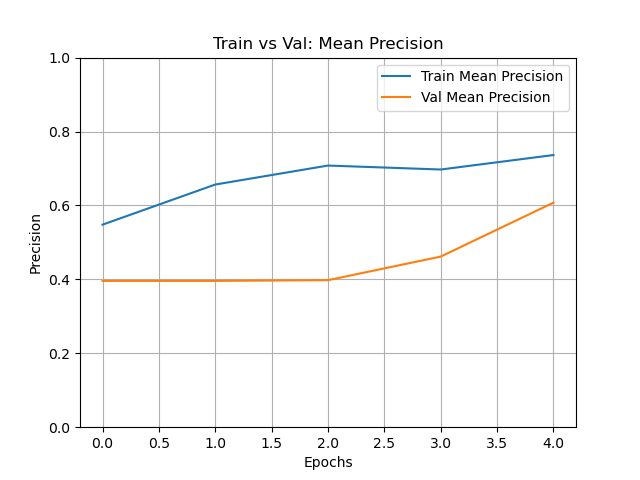 Train vs Val: Mean Precision
Train Mean Precision
Val Mean Precision
1.0
0.8
0.6
0.4
0.2
0.0
Precision
0.0 0.5 1.0 1.5 2.0 2.5 3.0 3.5 4.0
Epochs